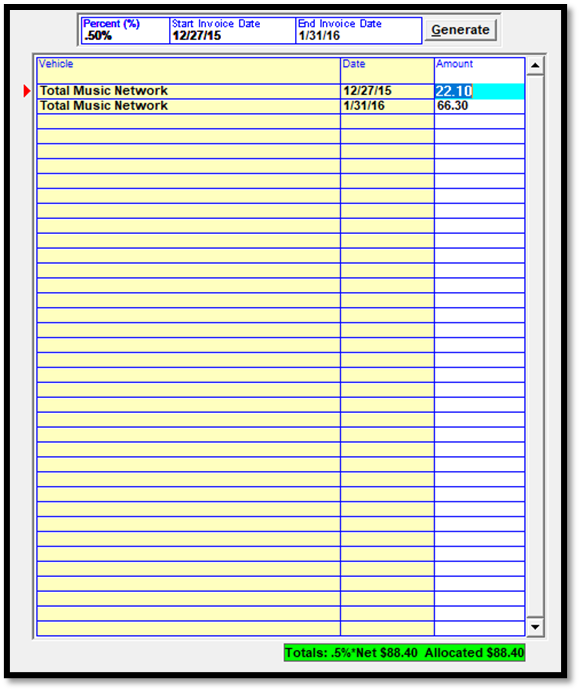 Percent (%) Start Invoice Date End Invoice Date
.50% 12/27/15 1/31/16 Generate
Vehicle Date Amount
Total Music Network 12/27/15 22.10
Total Music Network 1/31/16 66.30
Totals: .5%*Net $88.40 Allocated $88.40